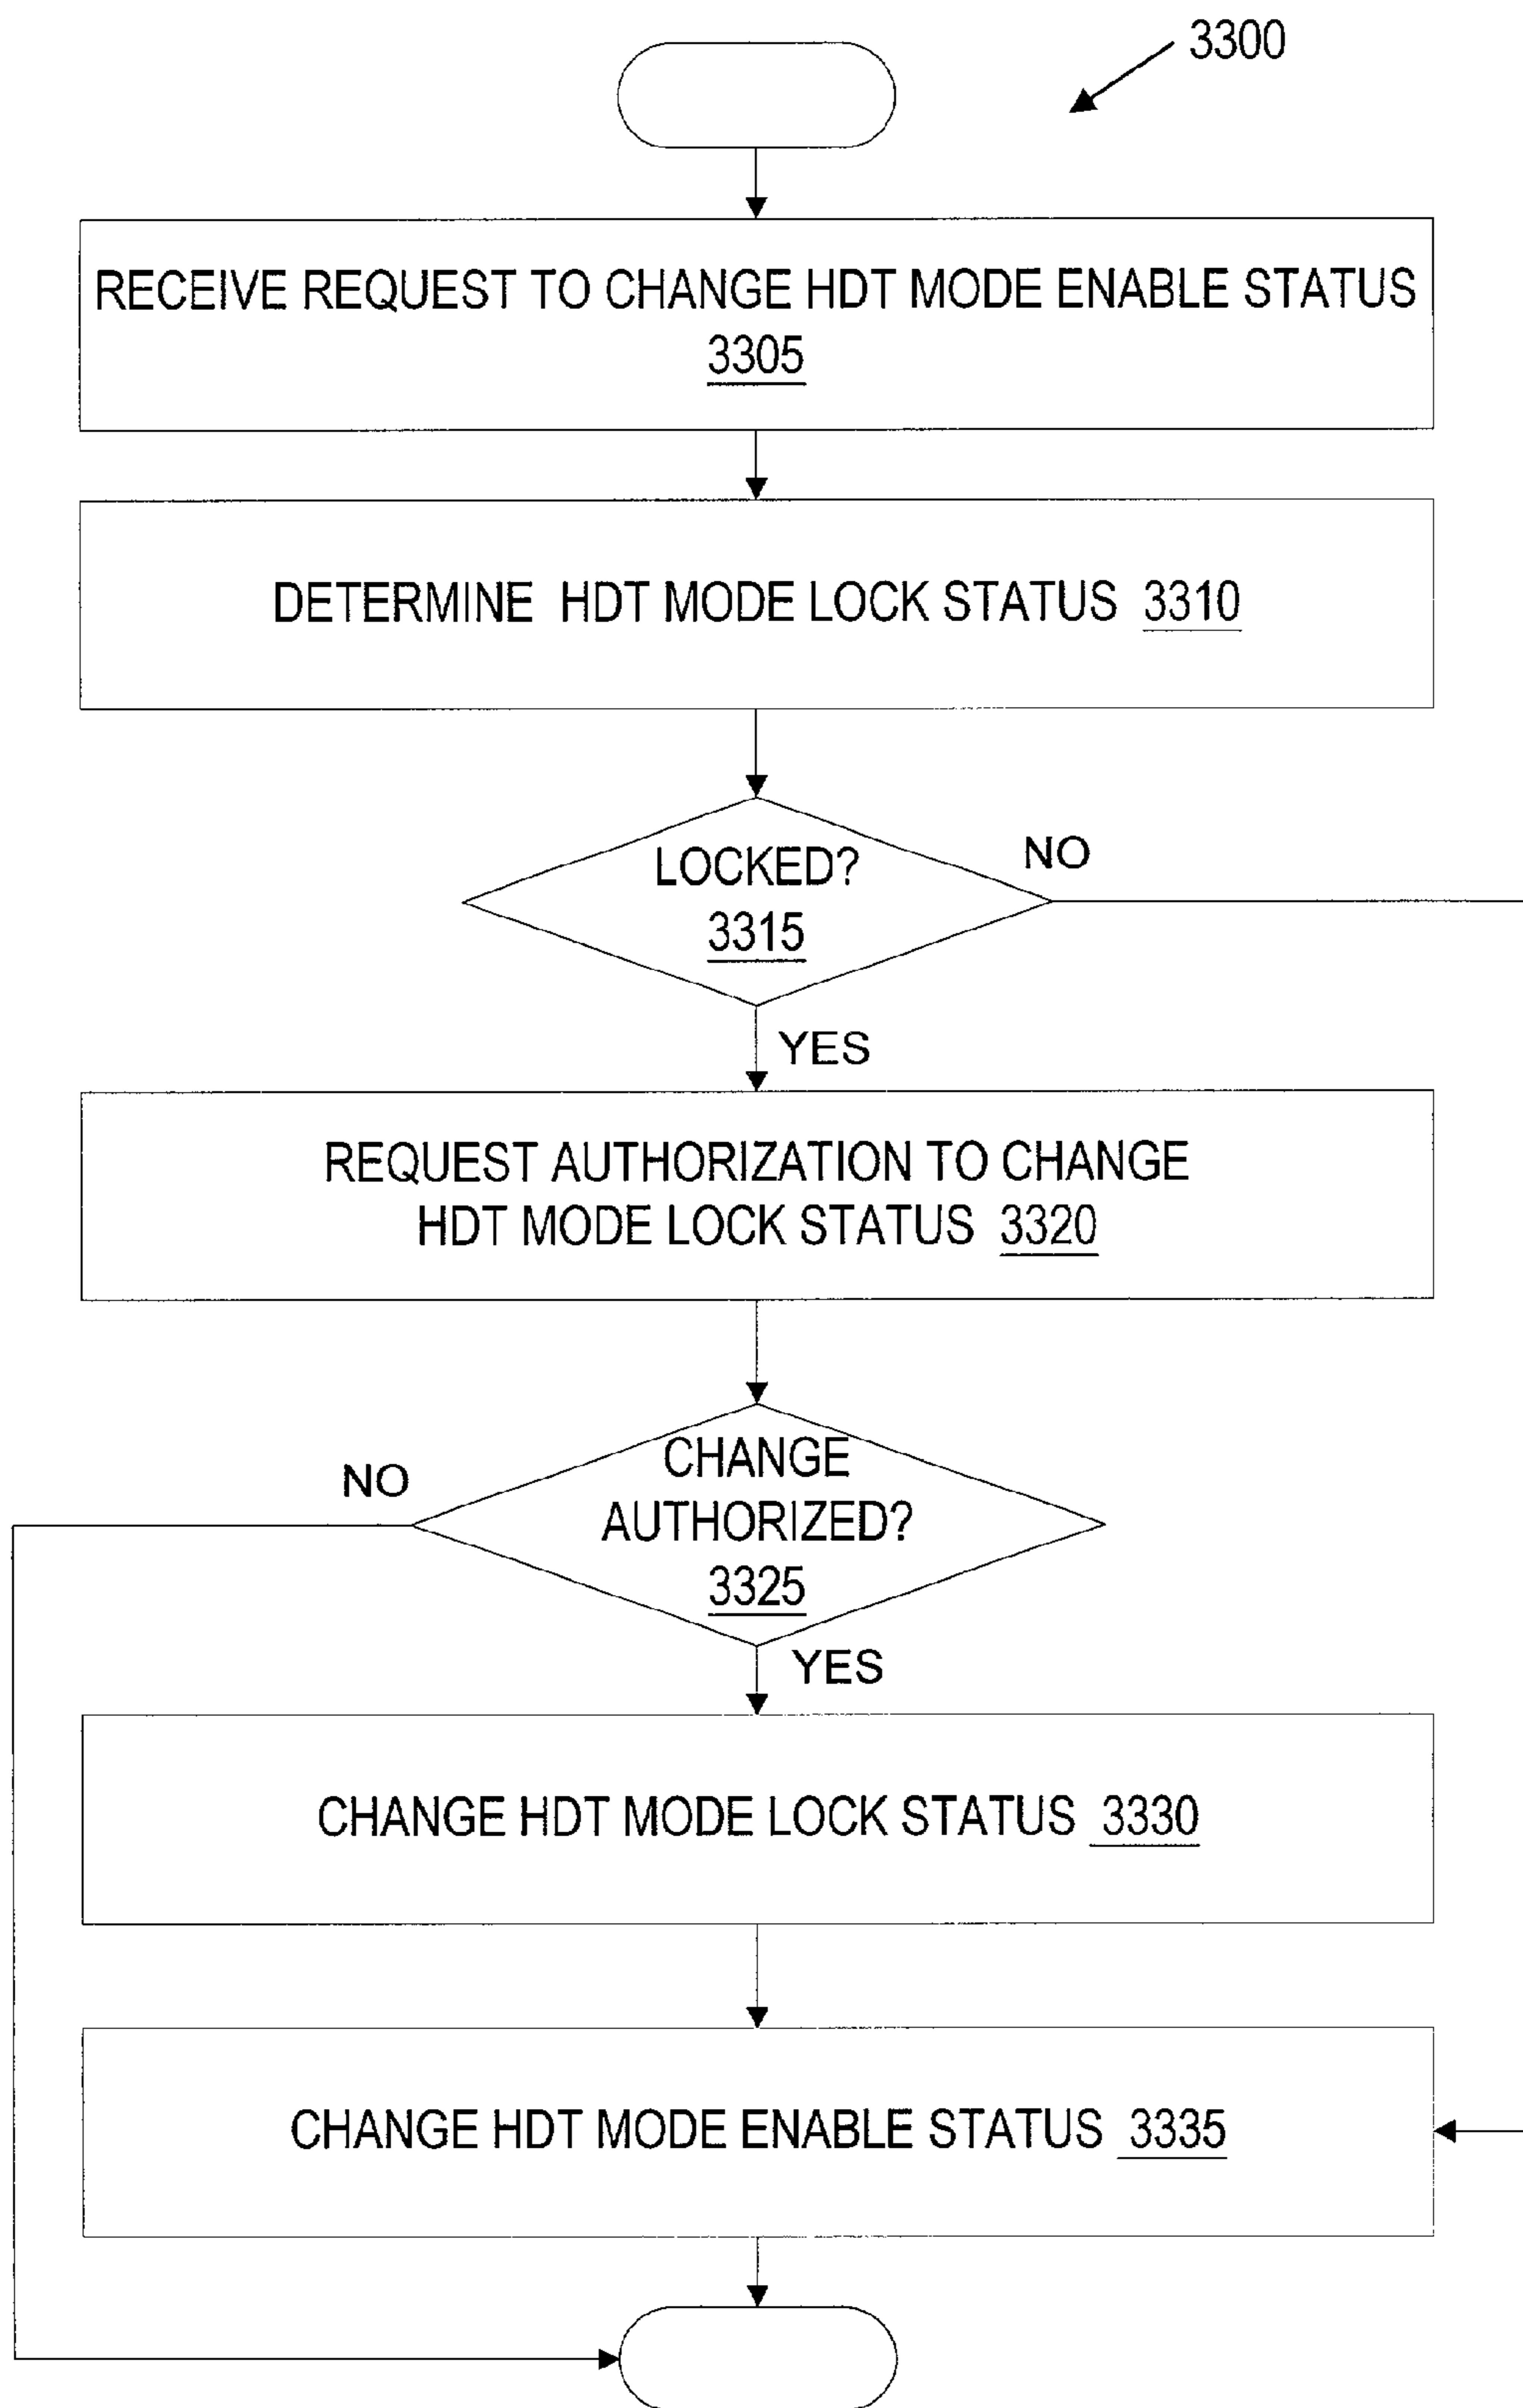 3300
RECEIVE REQUEST TO CHANGE HDT MODE ENABLE STATUS
3305
DETERMINE HDT MODE LOCK STATUS 3310
LOCKED?
3315
NO
YES
REQUEST AUTHORIZATION TO CHANGE
HDT MODE LOCK STATUS 3320
CHANGE
AUTHORIZED?
3325
NO
YES
CHANGE HDT MODE LOCK STATUS 3330
CHANGE HDT MODE ENABLE STATUS 3335